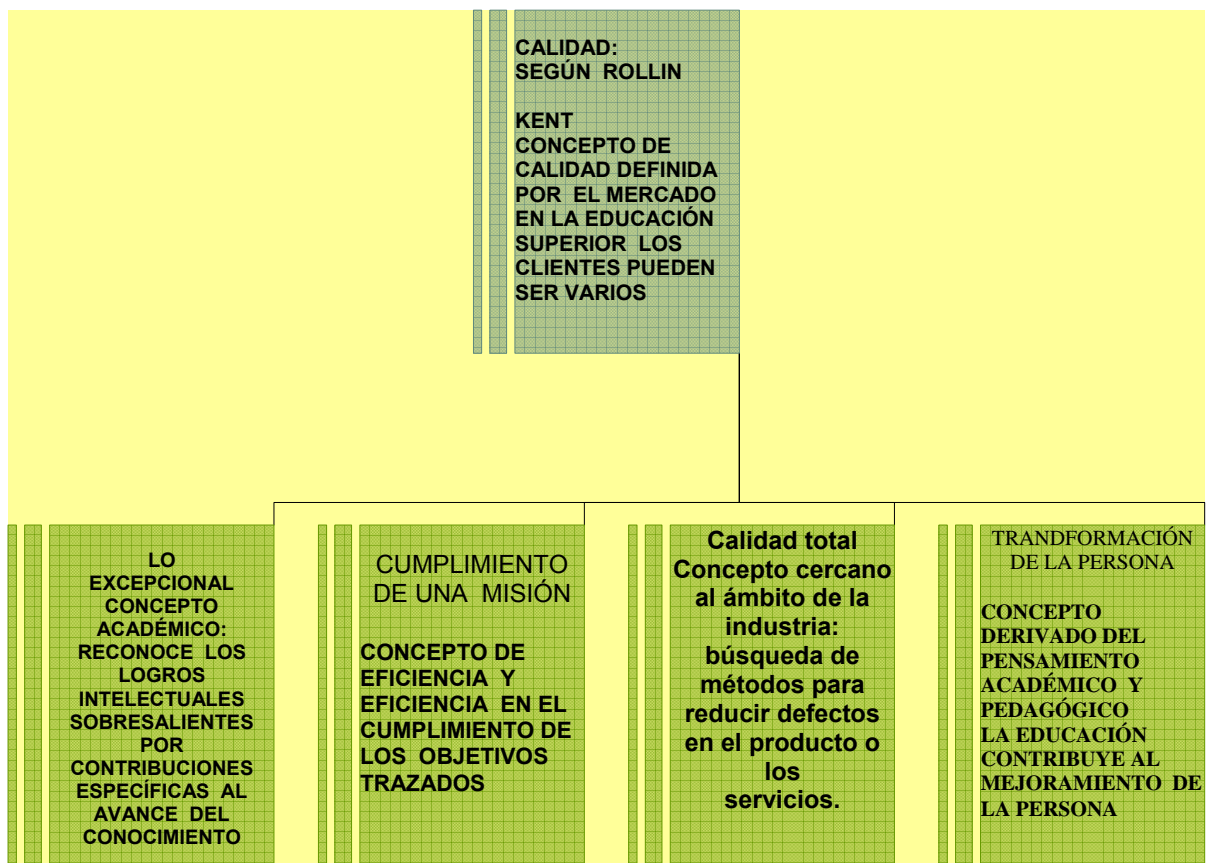 CALIDAD:
SEGÚN ROLLIN
KENT
CONCEPTO DE
CALIDAD DEFINIDA
POR EL MERCADO
EN LA EDUCACIÓN
SUPERIOR LOS
CLIENTES PUEDEN
SER VARIOS
LO
EXCEPCIONAL
CONCEPTO
ACADÉMICO:
RECONOCE LOS
LOGROS
INTELECTUALES
SOBRESALIENTES
POR
CONTRIBUCIONES
ESPECÍFICAS AL
AVANCE DEL
CONOCIMIENTO
CUMPLIMIENTO
DE UNA MISIÓN
CONCEPTO DE
EFICIENCIA Y
EFICIENCIA EN EL
CUMPLIMIENTO DE
LOS OBJETIVOS
TRAZADOS
Calidad total
Concepto cercano
al ámbito de la
industria:
búsqueda de
métodos para
reducir defectos
en el producto o
los
servicios.
TRANDFORMACIÓN
DE LA PERSONA
CONCEPTO
DERIVADO DEL
PENSAMIENTO
ACADÉMICO Y
PEDAGÓGICO
LA EDUCACIÓN
CONTRIBUYE AL
MEJORAMIENTO DE
LA PERSONA